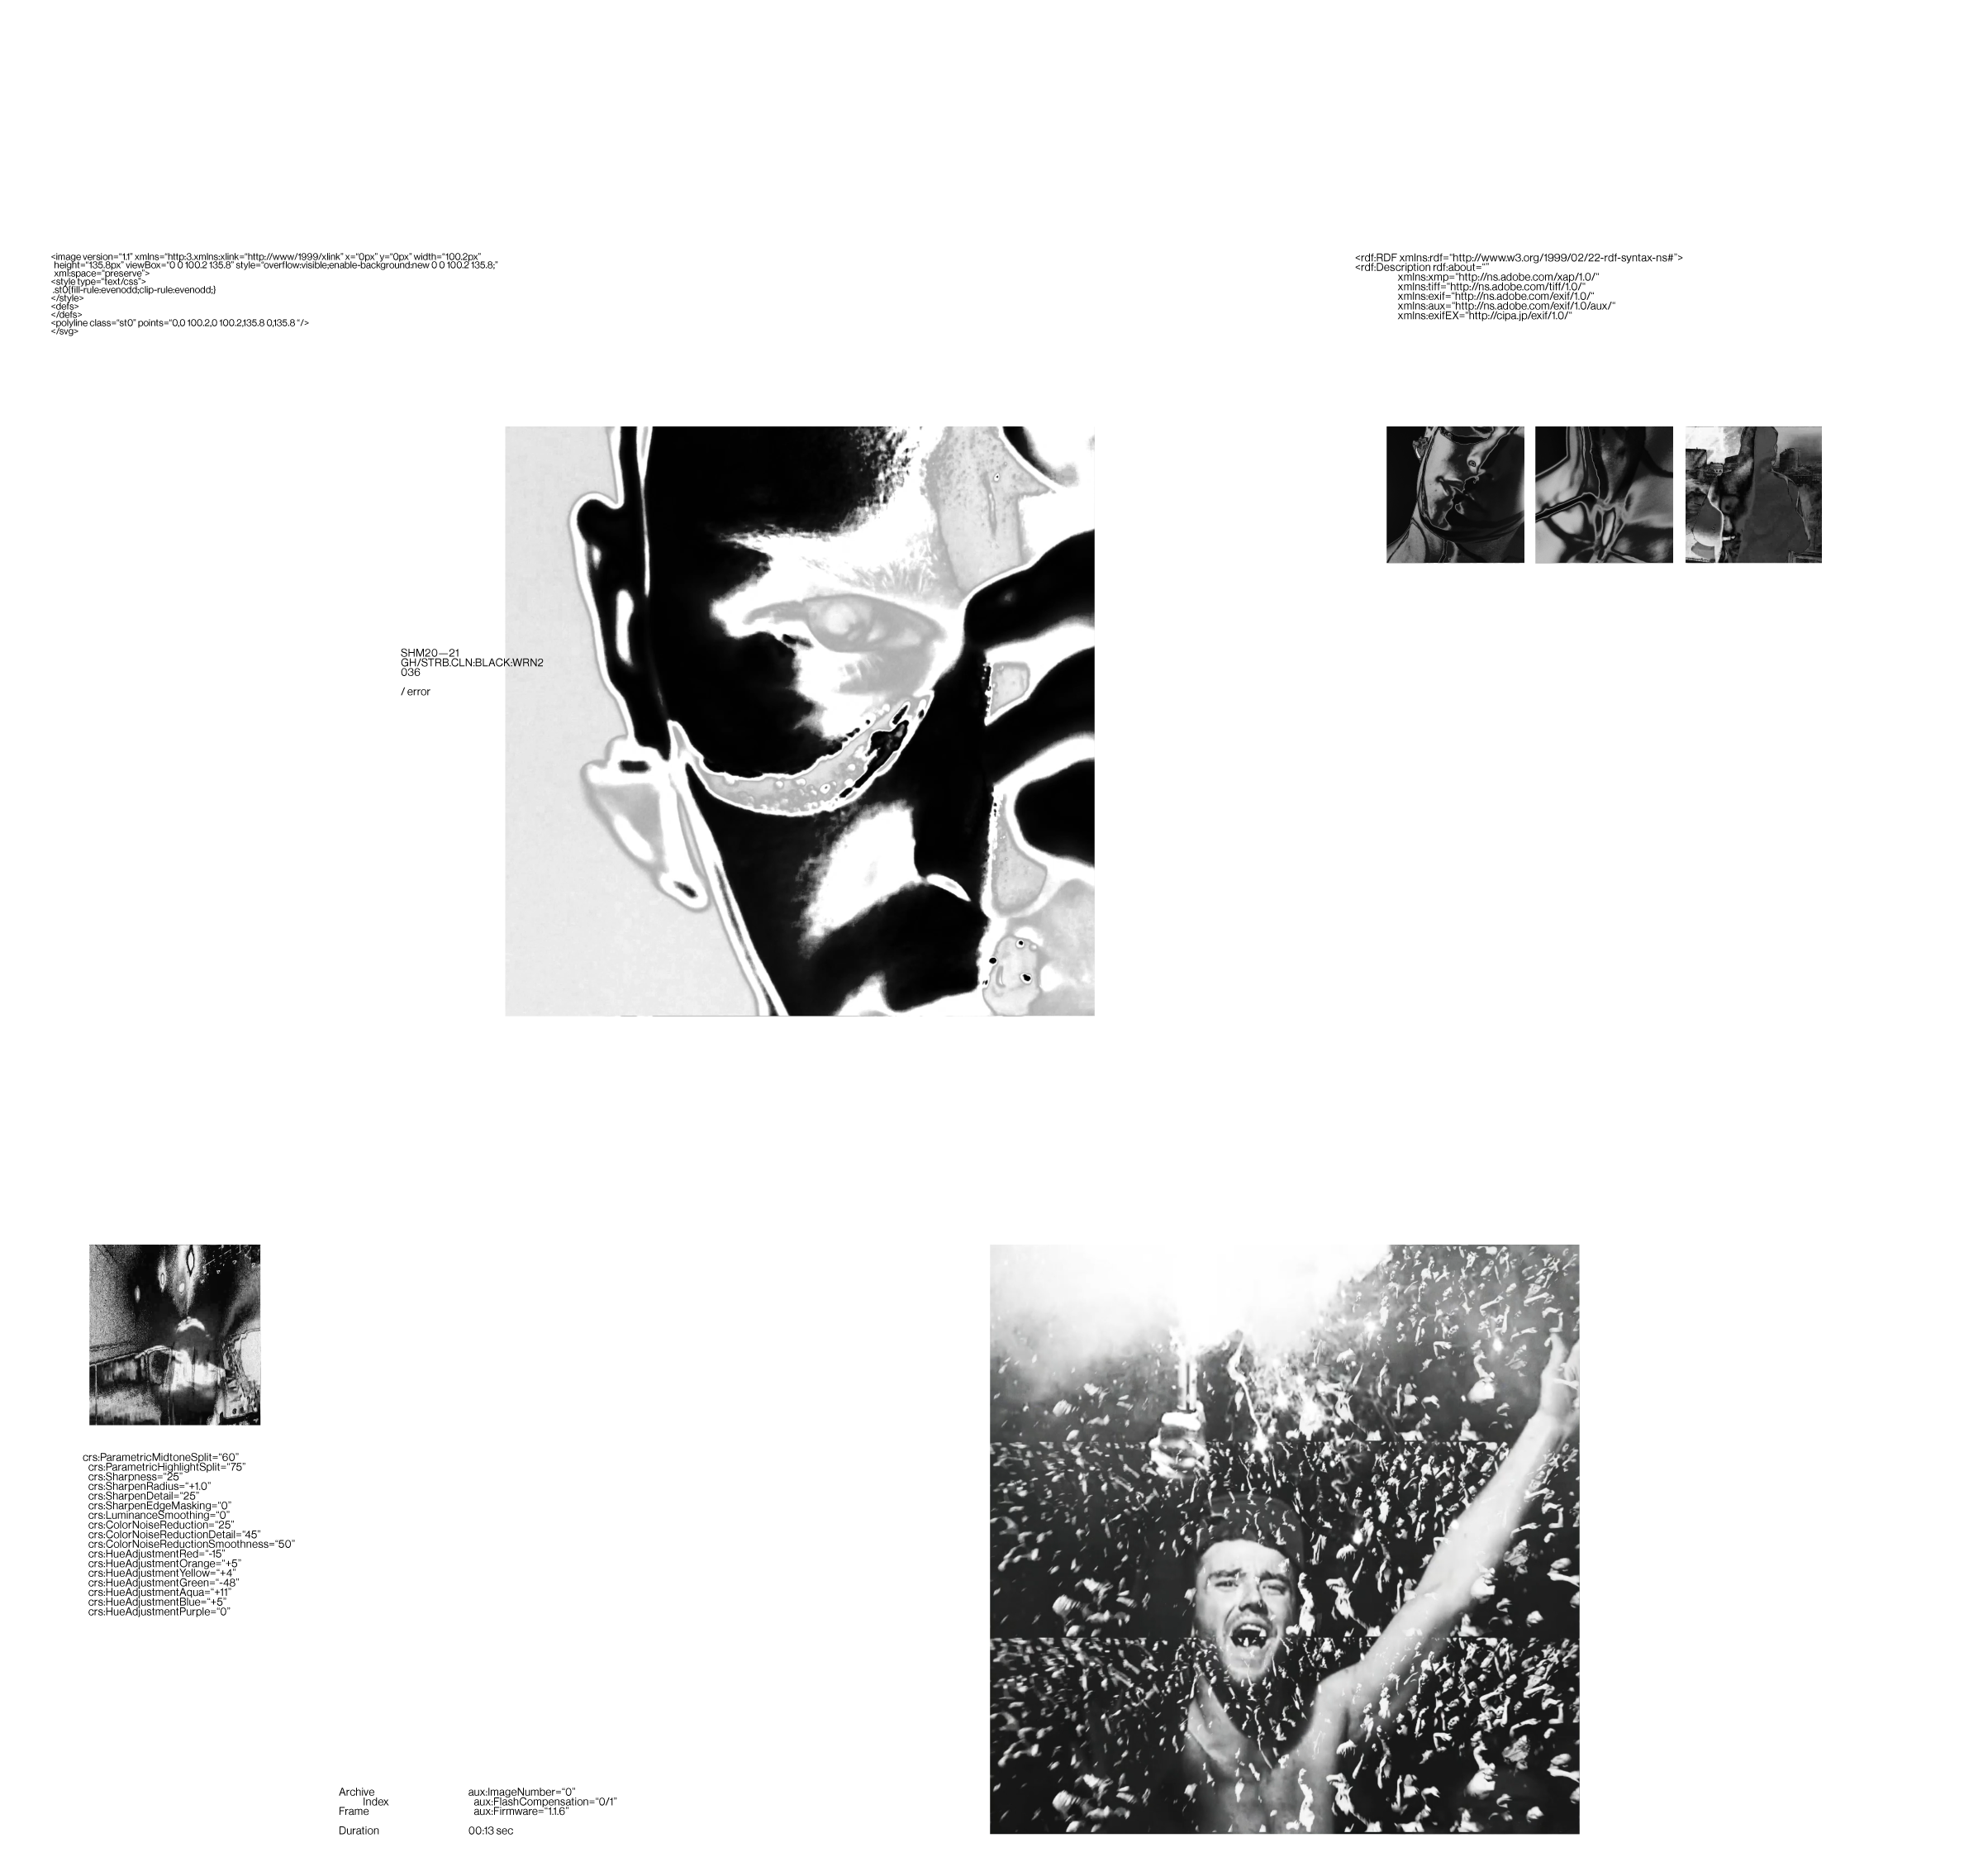 <image version="1.1" xmlns="http:3.xmlns:xlink="http://www/1999/xlink" x="0px" y="0px" width="100.2px"
height="135.8px" viewBox="0 0 100.2 135.8" style="overflow:visible;enable-background:new 0 0 100.2 135.8;"
xml:space="preserve">
<style type="text/css">
.st0{fill-rule:evenodd;clip-rule:evenodd;}
</style>
<defs>
</defs>
<polyline class="st0" points="0,0 100.2,0 100.2,135.8 0,135.8 "/>
</svg>
<rdf:RDF xmlns:rdf="http://www.w3.org/1999/02/22-rdf-syntax-ns#">
<rdf:Description rdf:about=""
xmlns:xmp="http://ns.adobe.com/xap/1.0/"
xmlns:tiff="http://ns.adobe.com/tiff/1.0/"
xmlns:exif="http://ns.adobe.com/exif/1.0/"
xmlns:aux="http://ns.adobe.com/exif/1.0/aux/"
xmlns:exifEX="http://cipa.jp/exif/1.0/"
SHM20—21
GH/STRB.CLN:BLACK:WRN2
036
/ error
crs:ParametricMidtoneSplit="60"
crs:ParametricHighlightSplit="75"
crs:Sharpness="25"
crs:SharpenRadius="+1.0"
crs:SharpenDetail="25"
crs:SharpenEdgeMasking="0"
crs:LuminanceSmoothing="0"
crs:ColorNoiseReduction="25"
crs:ColorNoiseReductionDetail="45"
crs:ColorNoiseReductionSmoothness="50"
crs:HueAdjustmentRed="-15"
crs:HueAdjustmentOrange="+5"
crs:HueAdjustmentYellow="+4"
crs:HueAdjustmentGreen="-48"
crs:HueAdjustmentAqua="+11"
crs:HueAdjustmentBlue="+5"
crs:HueAdjustmentPurple="0"
Archive aux:ImageNumber="0"
Index aux:FlashCompensation="0/1"
Frame aux:Firmware="1.1.6"
Duration 00:13 sec